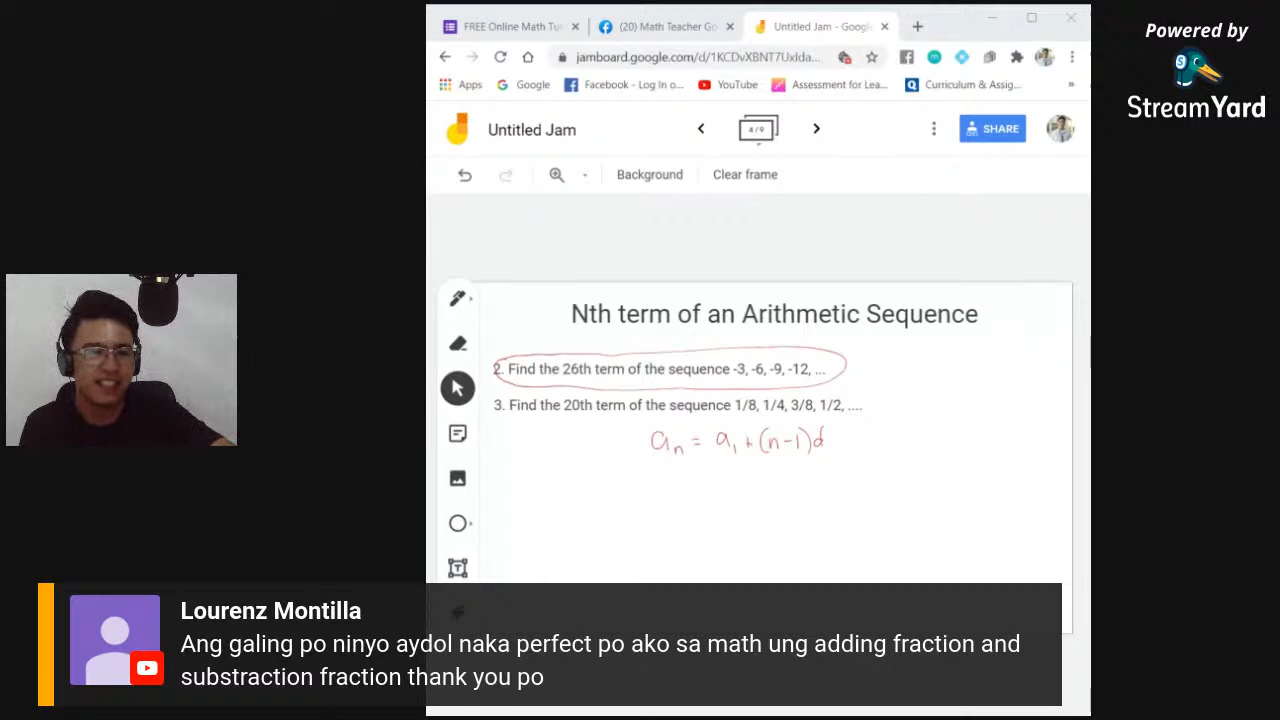 FREE Online Math Tu
(20) Math Teacher Go
Untitled Jam - Google
jamboard.google.com/d/1KCDvXBNT7UxIda...
Apps
Google
Facebook - Log In o...
YouTube
Assessment for Lea...
Curriculum & Assig...
»
Untitled Jam
4/9
SHARE
Background
Clear frame
Nth term of an Arithmetic Sequence
2. Find the 26th term of the sequence -3, -6, -9, -12, ...
3. Find the 20th term of the sequence 1/8, 1/4, 3/8, 1/2, ....
aₙ = a₁ + (n-1)d
Powered by
StreamYard
Lourenz Montilla
Ang galing po ninyo aydol naka perfect po ako sa math ung adding fraction and
substraction fraction thank you po